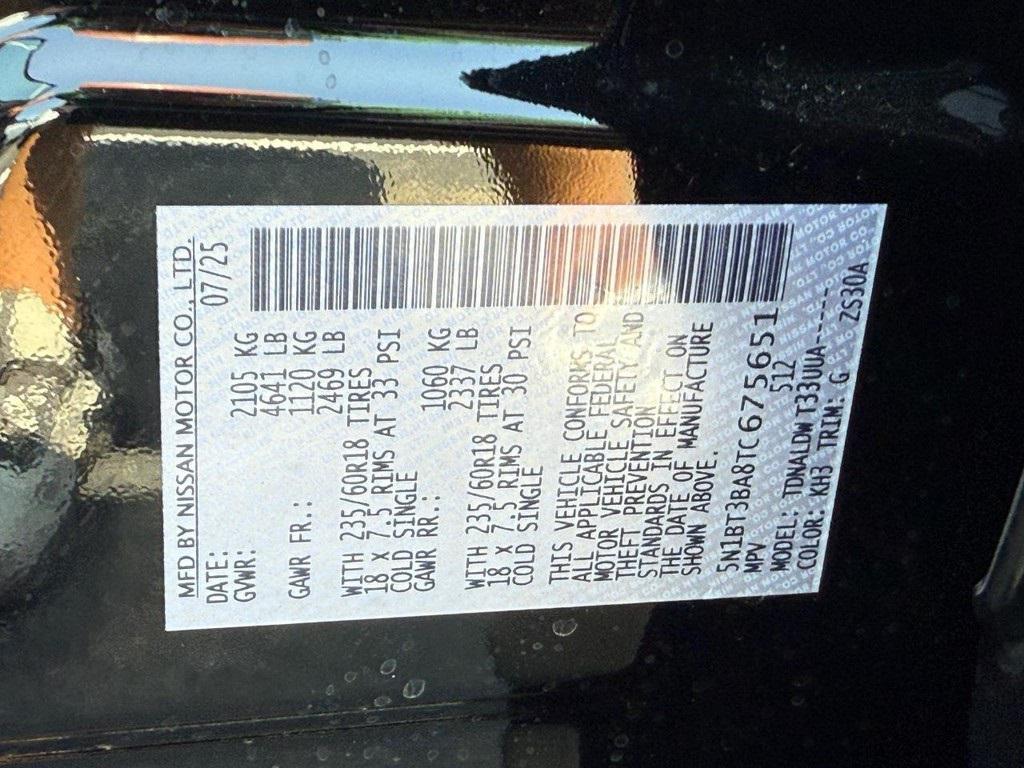 MFD BY NISSAN MOTOR CO., LTD.
DATE: 07/25
GVWR: 2105 KG
4641 LB
GAWR FR.: 1120 KG
2469 LB
WITH 235/60R18 TIRES
18 X 7.5 RIMS AT 33 PSI
COLD SINGLE
GAWR RR.: 1060 KG
2337 LB
WITH 235/60R18 TIRES
18 X 7.5 RIMS AT 30 PSI
COLD SINGLE
THIS VEHICLE CONFORMS TO
ALL APPLICABLE FEDERAL
MOTOR VEHICLE SAFETY AND
THEFT PREVENTION
STANDARDS IN EFFECT ON
THE DATE OF MANUFACTURE
SHOWN ABOVE.
5N1BT3BA8TC675651
MPV 512
MODEL: TDNALDWT33UUA-----
COLOR: KH3 TRIM: G ZS30A